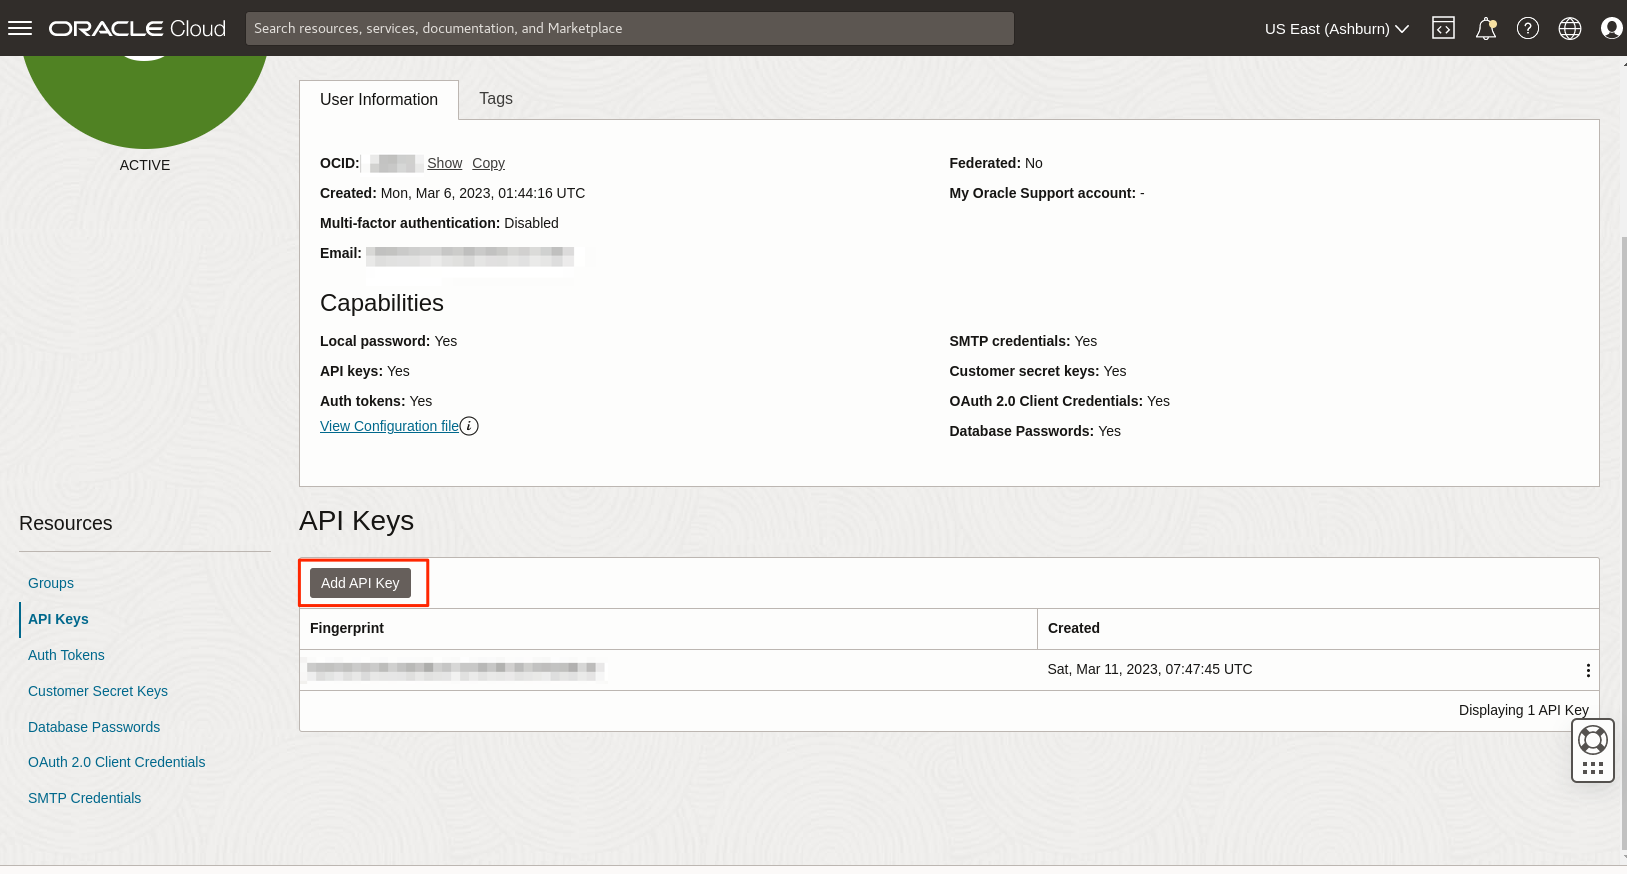 ORACLE Cloud
Search resources, services, documentation, and Marketplace
US East (Ashburn)
ACTIVE
User Information
Tags
OCID: Show Copy
Federated: No
Created: Mon, Mar 6, 2023, 01:44:16 UTC
My Oracle Support account: -
Multi-factor authentication: Disabled
Email:
Capabilities
Local password: Yes
SMTP credentials: Yes
API keys: Yes
Customer secret keys: Yes
Auth tokens: Yes
OAuth 2.0 Client Credentials: Yes
View Configuration file i
Database Passwords: Yes
Resources
Groups
API Keys
Auth Tokens
Customer Secret Keys
Database Passwords
OAuth 2.0 Client Credentials
SMTP Credentials
API Keys
Add API Key
Fingerprint
Created
Sat, Mar 11, 2023, 07:47:45 UTC
Displaying 1 API Key